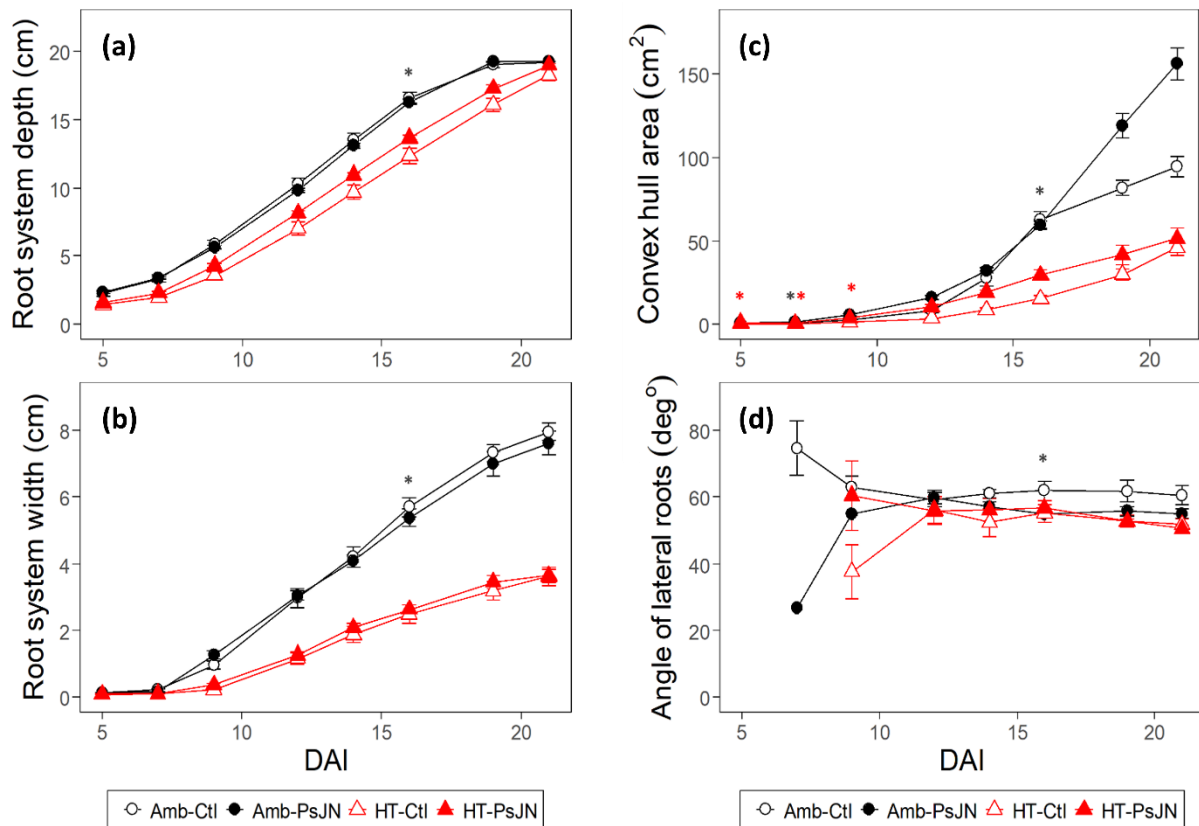 (a)
Root system depth (cm)
20
15
10
5
0
*
5 10 15 20
(b)
Root system width (cm)
8
6
4
2
0
*
5 10 15 20
DAI
Amb-Ctl Amb-PsJN HT-Ctl HT-PsJN
(c)
Convex hull area (cm²)
150
100
50
0
* ** * *
5 10 15 20
(d)
Angle of lateral roots (degº)
80
60
40
20
0
*
5 10 15 20
DAI
Amb-Ctl Amb-PsJN HT-Ctl HT-PsJN